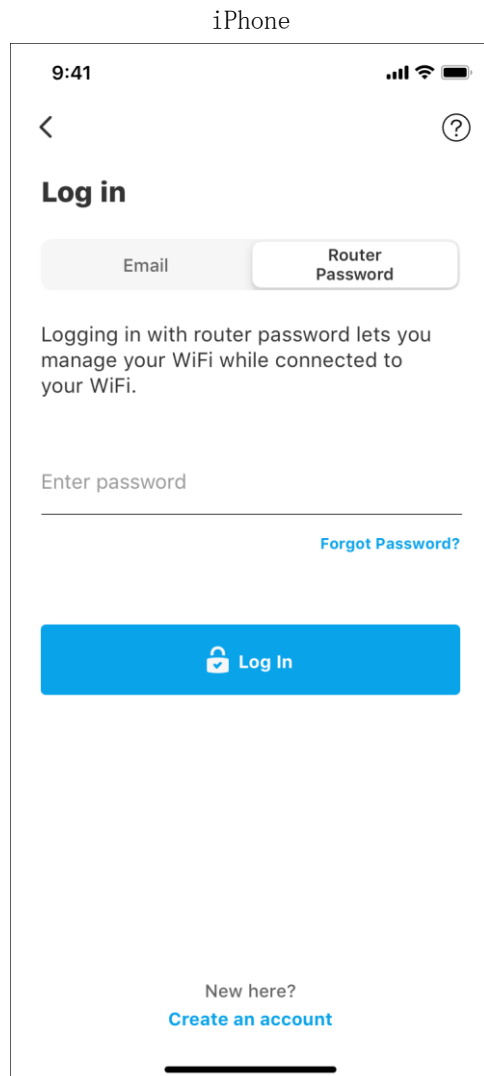 iPhone
9:41
Log in
Email
Router
Password
Logging in with router password lets you
manage your WiFi while connected to
your WiFi.
Enter password
Forgot Password?
Log In
New here?
Create an account